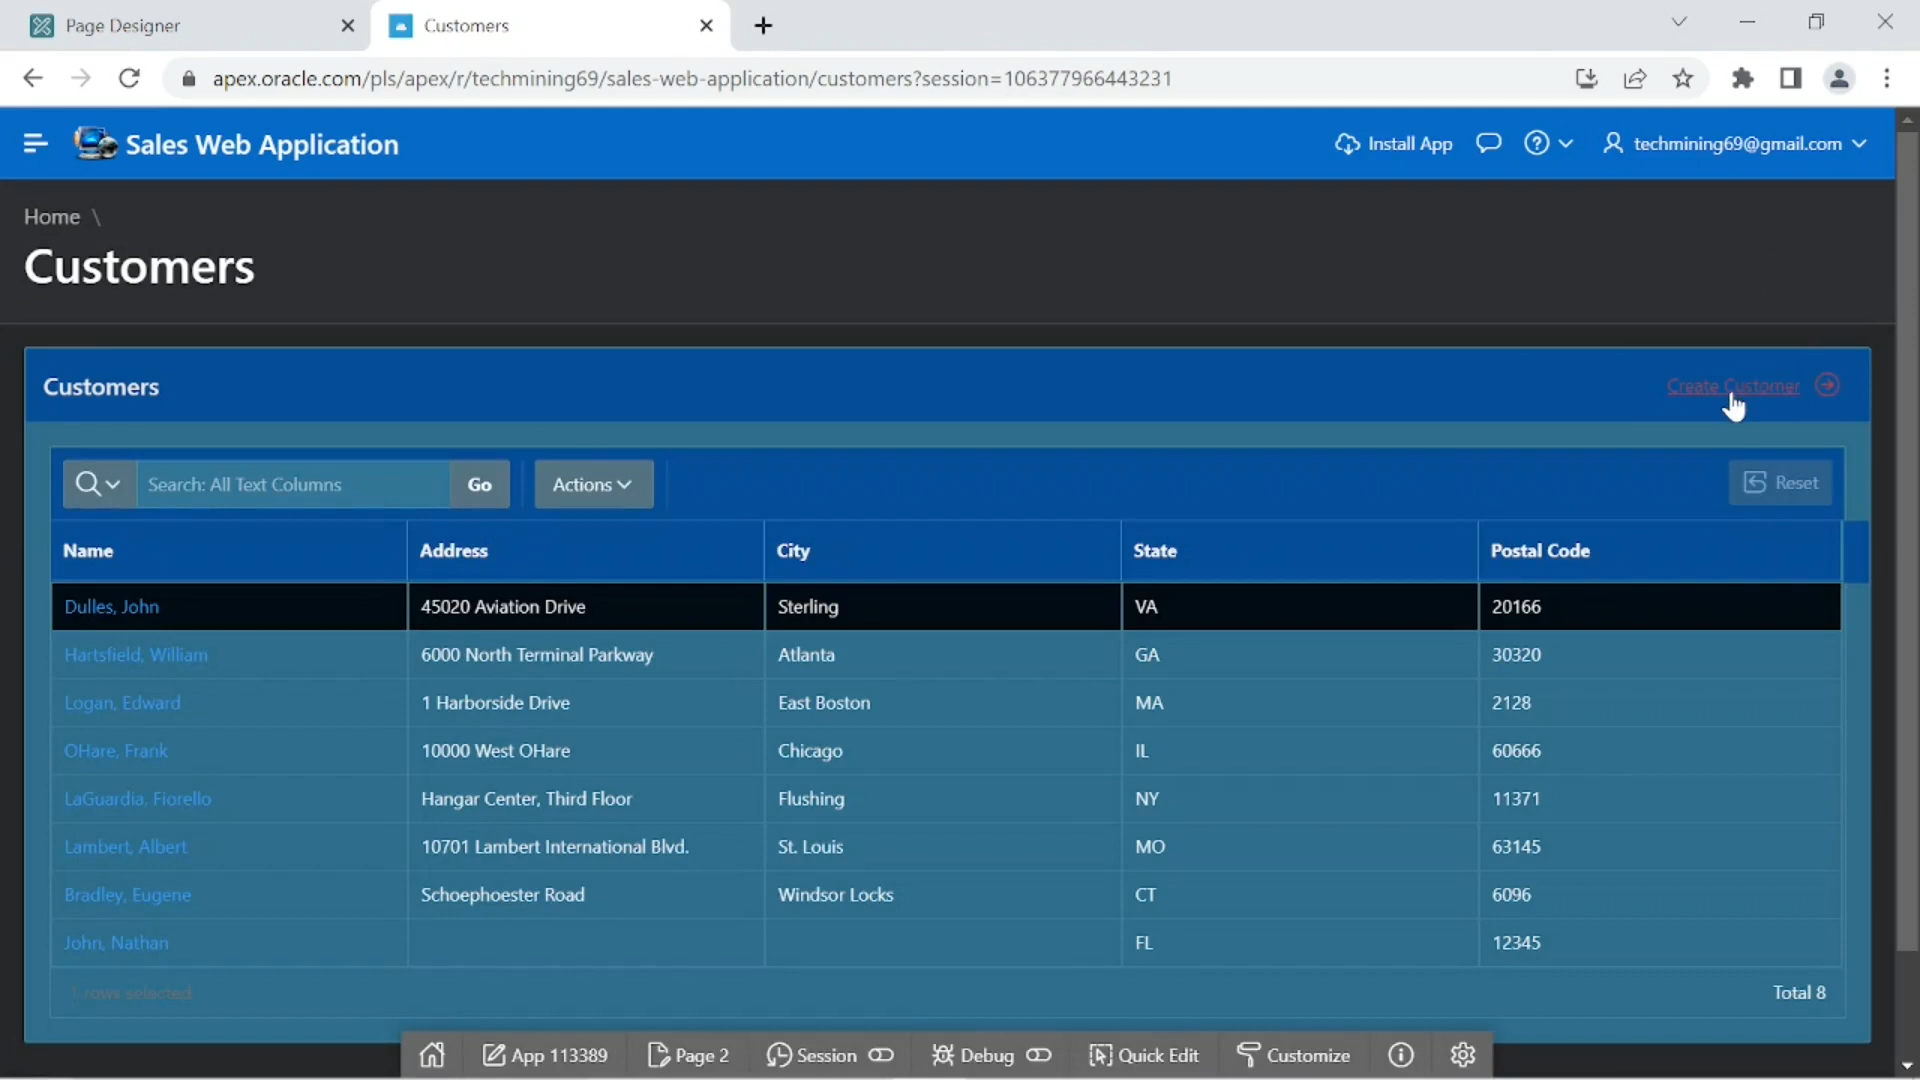 Page Designer
Customers
apex.oracle.com/pls/apex/r/techmining69/sales-web-application/customers?session=106377966443231
Sales Web Application
Install App
techmining69@gmail.com
Home \
Customers
Customers
Create Customer
Search: All Text Columns
Go
Actions
Reset
Name Address City State Postal Code
Dulles, John 45020 Aviation Drive Sterling VA 20166
Hartsfield, William 6000 North Terminal Parkway Atlanta GA 30320
Logan, Edward 1 Harborside Drive East Boston MA 2128
OHare, Frank 10000 West OHare Chicago IL 60666
LaGuardia, Fiorello Hangar Center, Third Floor Flushing NY 11371
Lambert, Albert 10701 Lambert International Blvd. St. Louis MO 63145
Bradley, Eugene Schoephoester Road Windsor Locks CT 6096
John, Nathan FL 12345
1 rows selected Total 8
App 113389 Page 2 Session Debug Quick Edit Customize